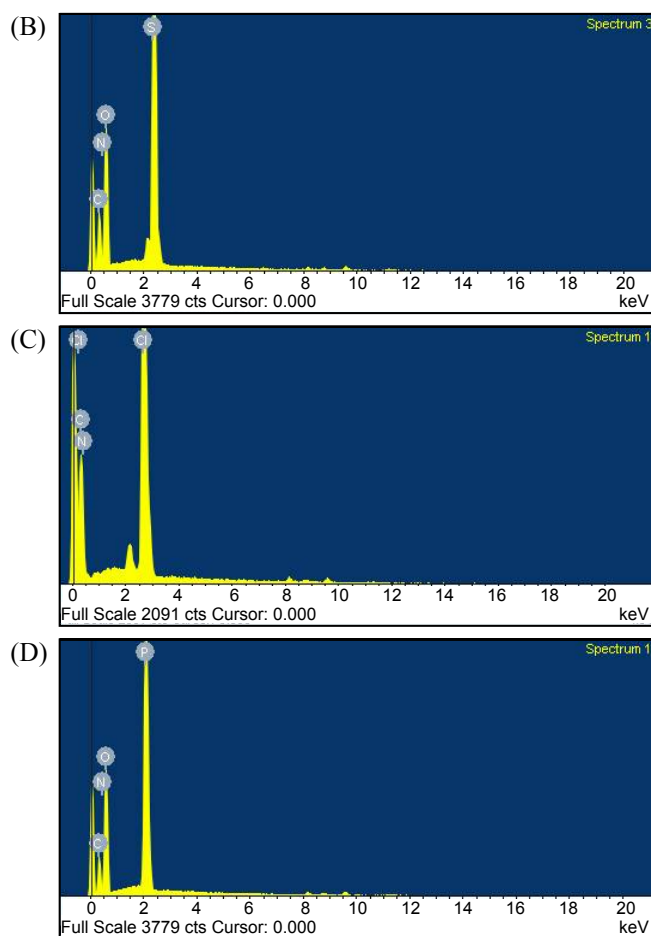 (B)
Spectrum 3
S
O
N
C
0 2 4 6 8 10 12 14 16 18 20
Full Scale 3779 cts Cursor: 0.000 keV
(C)
Spectrum 1
Cl Cl
C
N
0 2 4 6 8 10 12 14 16 18 20
Full Scale 2091 cts Cursor: 0.000 keV
(D)
Spectrum 1
P
O
N
C
0 2 4 6 8 10 12 14 16 18 20
Full Scale 3779 cts Cursor: 0.000 keV